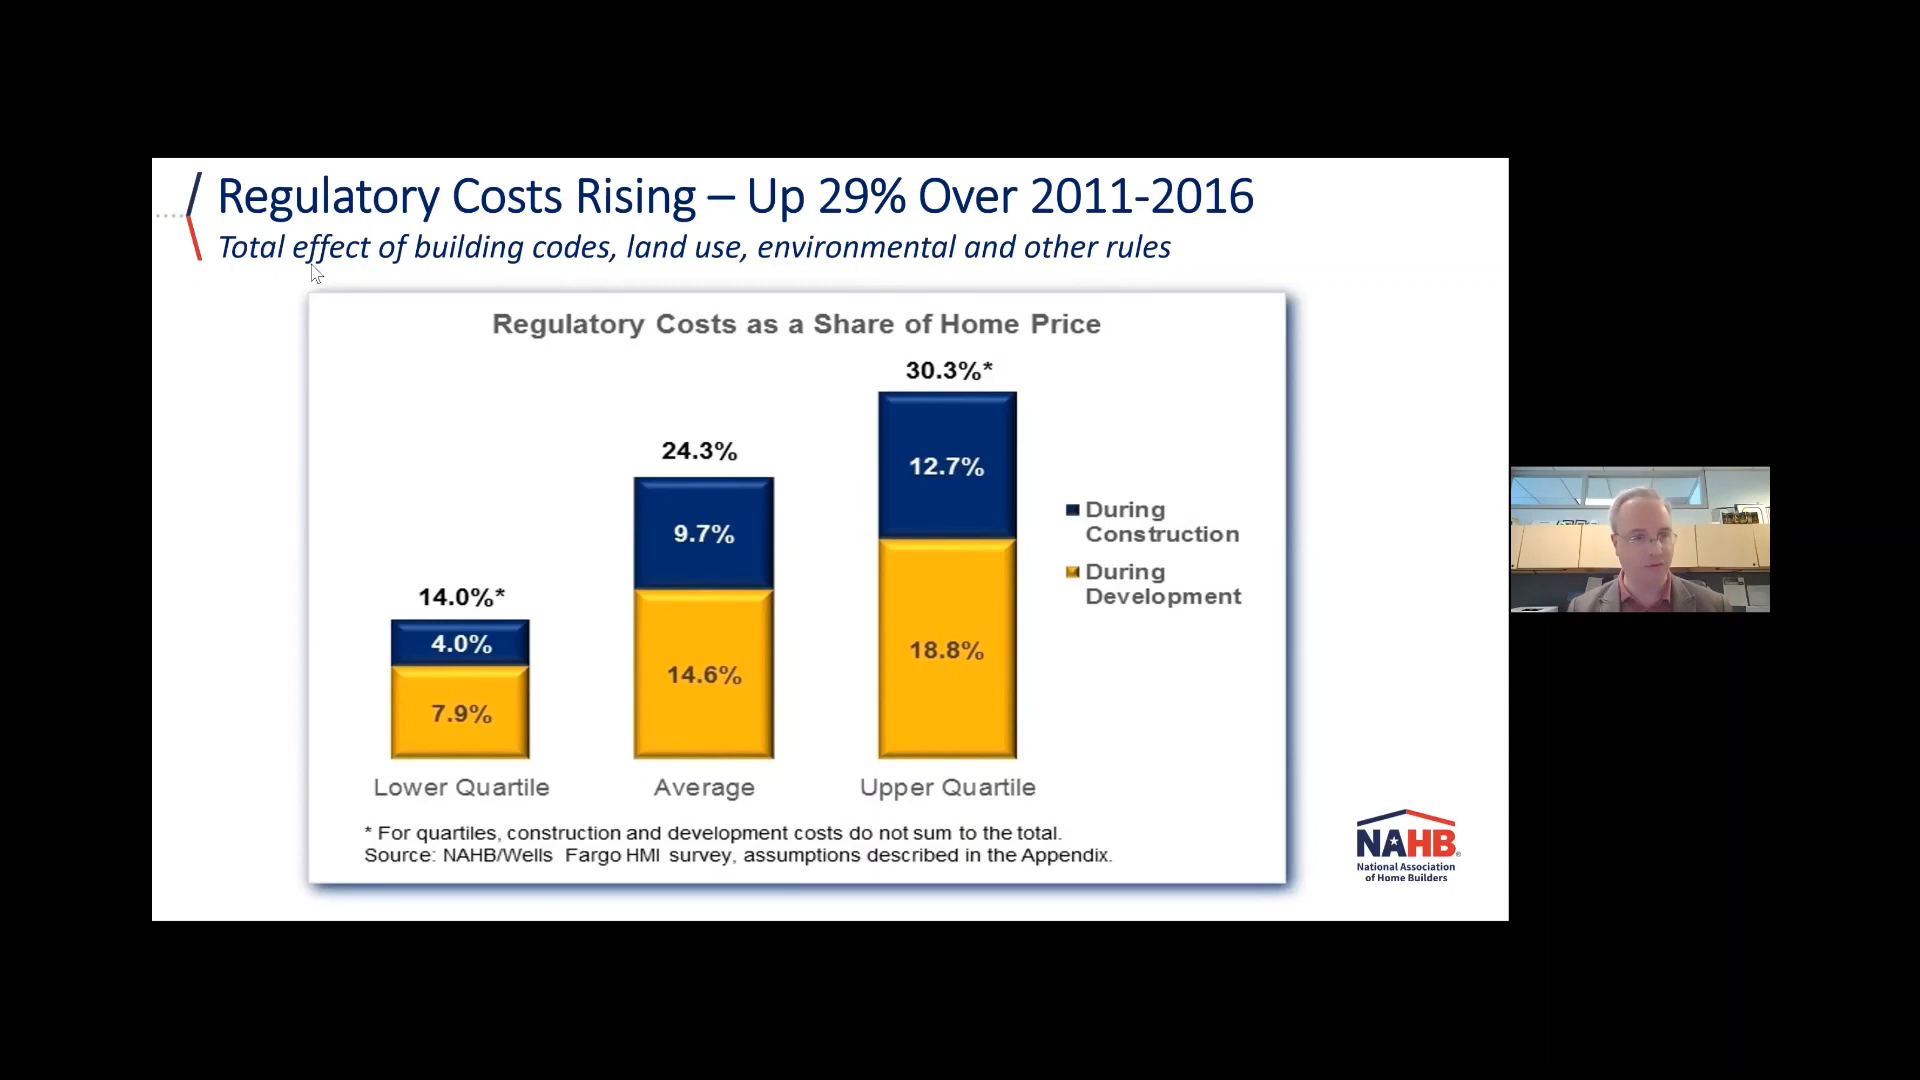 Regulatory Costs Rising – Up 29% Over 2011-2016
Total effect of building codes, land use, environmental and other rules
Regulatory Costs as a Share of Home Price
30.3%*
12.7%
18.8%
24.3%
9.7%
14.6%
14.0%*
4.0%
7.9%
During
Construction
During
Development
Lower Quartile
Average
Upper Quartile
* For quartiles, construction and development costs do not sum to the total.
Source: NAHB/Wells Fargo HMI survey, assumptions described in the Appendix.
NAHB®
National Association
of Home Builders